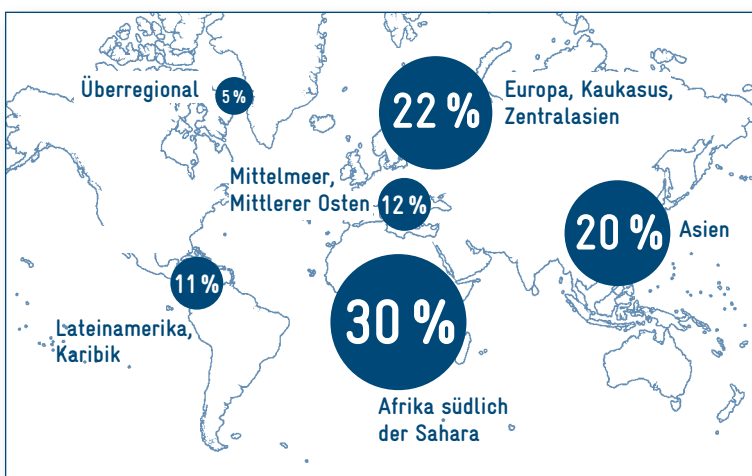 Überregional
5 %
22 %
Europa, Kaukasus,
Zentralasien
Mittelmeer,
Mittlerer Osten
12 %
20 %
Asien
11 %
Lateinamerika,
Karibik
30 %
Afrika südlich
der Sahara